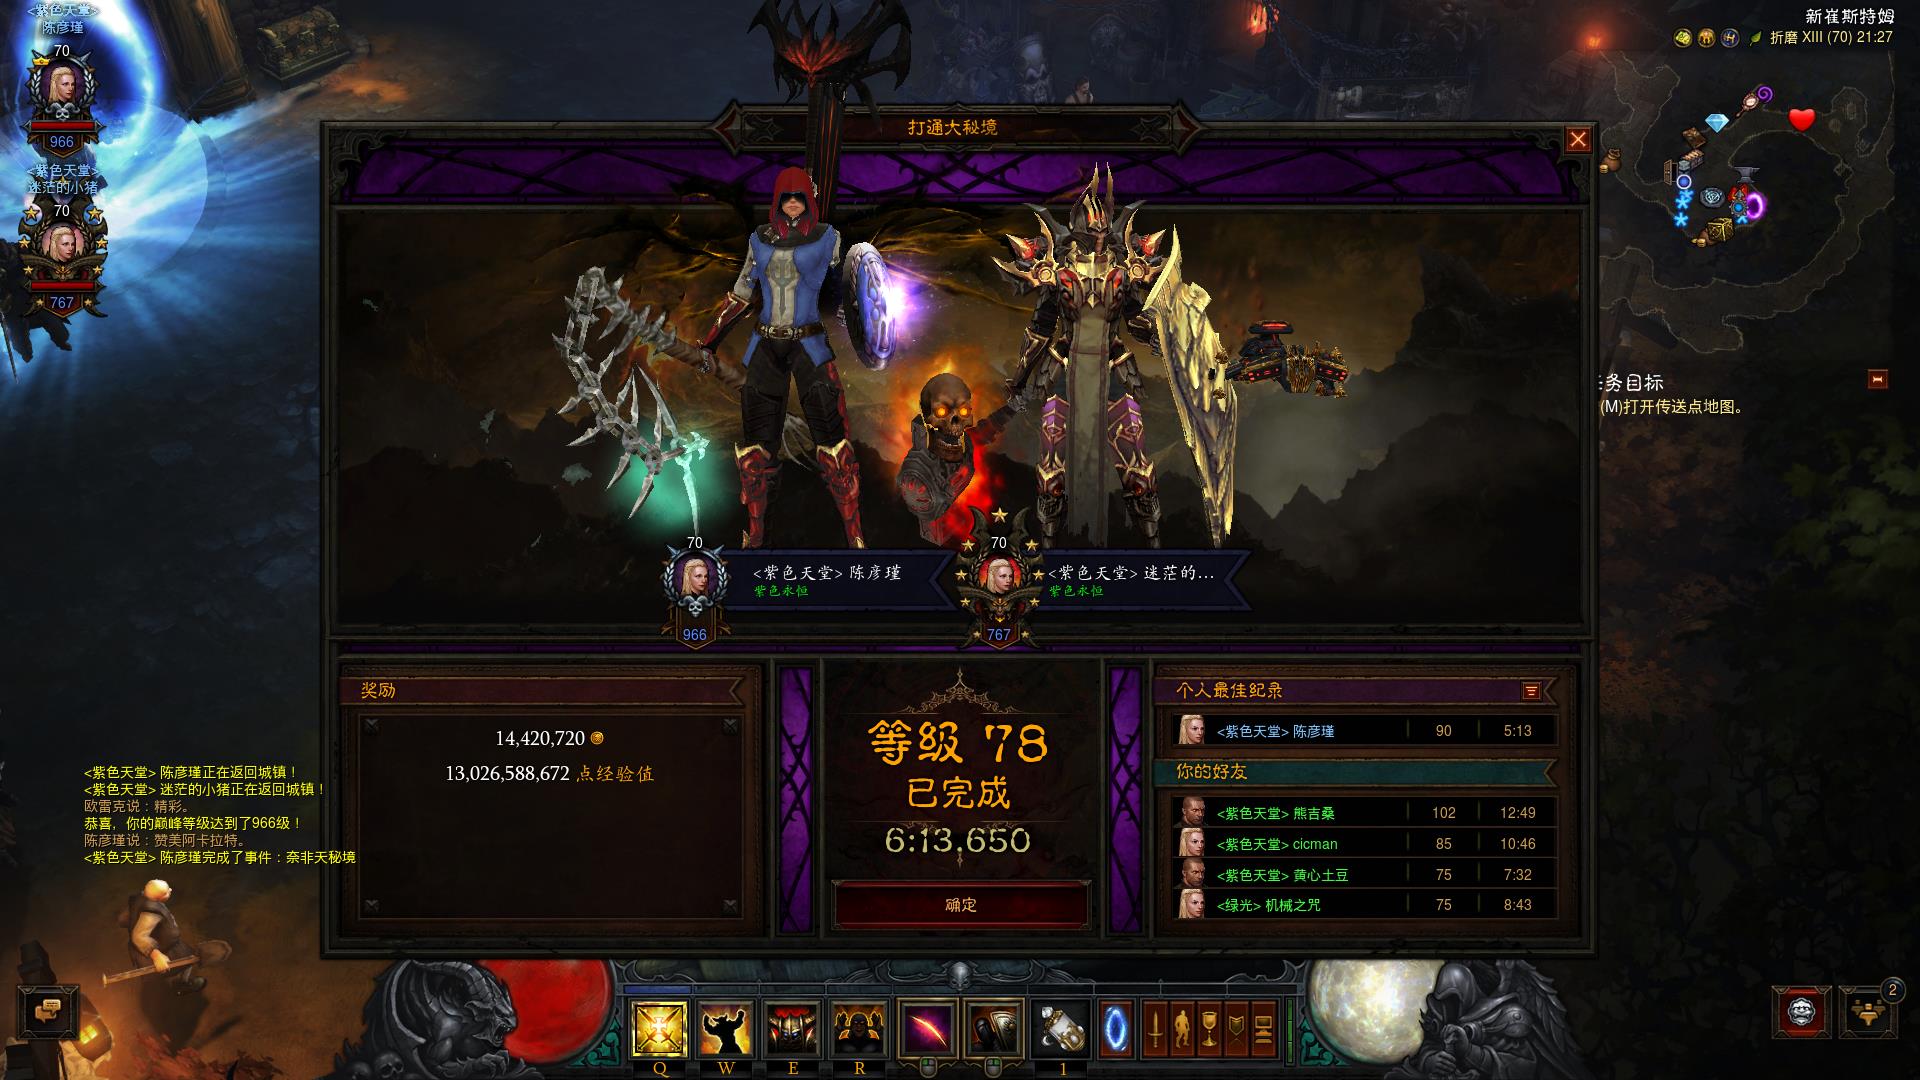 <紫色天堂>
陈彦瑾
70
966
<紫色天堂>
迷茫的小猪
70
767
新崔斯特姆
折磨 XIII (70) 21:27
打通大秘境
务目标
(M)打开传送点地图。
70
<紫色天堂> 陈彦瑾
紫色永恒
966
70
<紫色天堂> 迷茫的...
紫色永恒
767
奖励
14,420,720
13,026,588,672 点经验值
等级 78
已完成
6:13.650
确定
个人最佳纪录
<紫色天堂> 陈彦瑾 90 5:13
你的好友
<紫色天堂> 熊吉桑 102 12:49
<紫色天堂> cicman 85 10:46
<紫色天堂> 黄心土豆 75 7:32
<绿光> 机械之咒 75 8:43
<紫色天堂> 陈彦瑾正在返回城镇！
<紫色天堂> 迷茫的小猪正在返回城镇！
欧雷克说：精彩。
恭喜，你的巅峰等级达到了966级！
陈彦瑾说：赞美阿卡拉特。
<紫色天堂> 陈彦瑾完成了事件：奈非天秘境
Q W E R 1
2